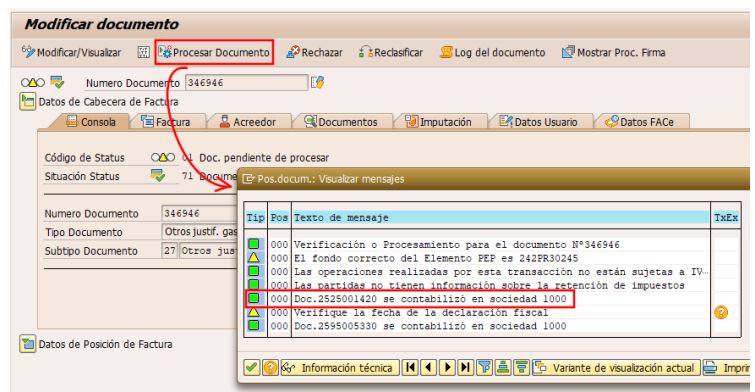 Modificar documento
Modificar/Visualizar Procesar Documento Rechazar Reclasificar Log del documento Mostrar Proc. Firma
Numero Documento 346946
Datos de Cabecera de Factura
Consola Factura Acreedor Documentos Imputación Datos Usuario Datos FACe
Código de Status 01 Doc. pendiente de procesar
Situación Status 71
Numero Documento 346946
Tipo Documento Otros justif.
Subtipo Documento 27 Otros
Pos.docum.: Visualizar mensajes
Tip Pos Texto de mensaje TxEx
000 Verificación o Procesamiento para el documento Nº346946
000 El fondo correcto del Elemento PEP es 242PR30245
000 Las operaciones realizadas por esta transacción no están sujetas a IV…
000 Las partidas no tienen información sobre la retención de impuestos
000 Doc.2525001420 se contabilizó en sociedad 1000
000 Verifique la fecha de la declaración fiscal
000 Doc.2595005330 se contabilizó en sociedad 1000
Datos de Posición de Factura
Información técnica Variante de visualización actual